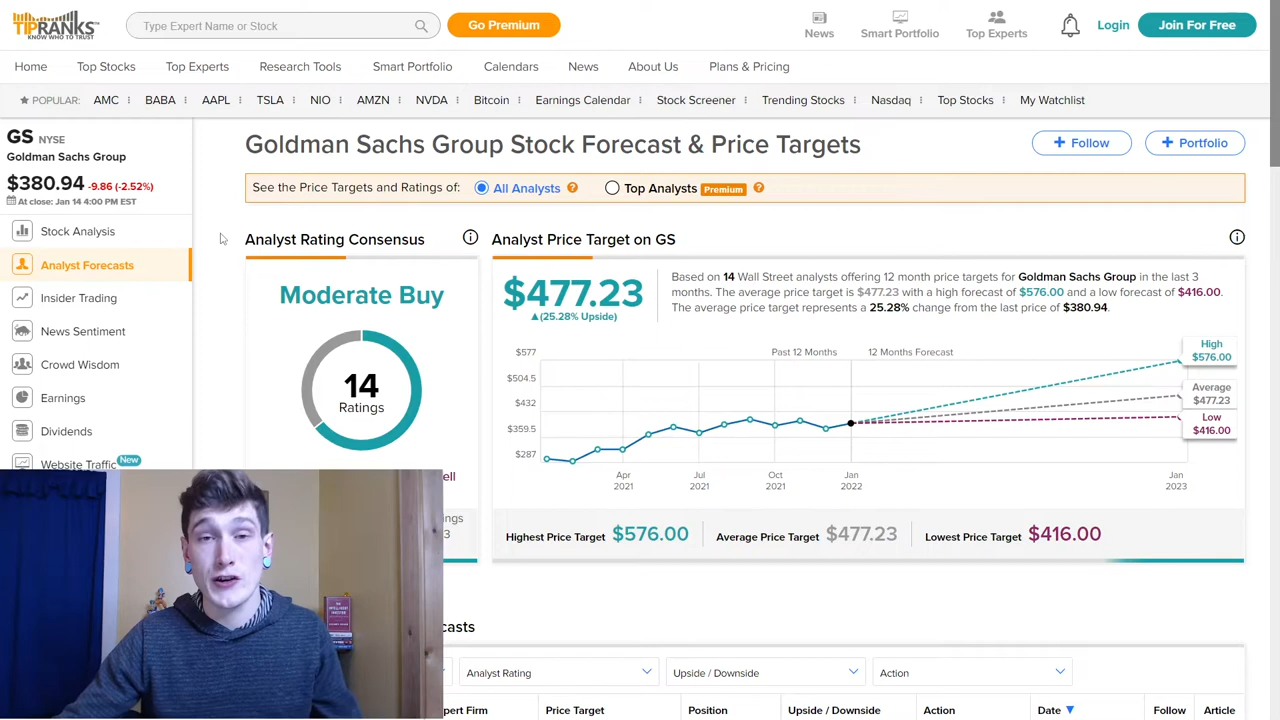 TIPRANKS
KNOW WHO TO TRUST
Type Expert Name or Stock
Go Premium
News
Smart Portfolio
Top Experts
Login
Join For Free
Home
Top Stocks
Top Experts
Research Tools
Smart Portfolio
Calendars
News
About Us
Plans & Pricing
POPULAR: AMC BABA AAPL TSLA NIO AMZN NVDA Bitcoin Earnings Calendar Stock Screener Trending Stocks Nasdaq Top Stocks My Watchlist
GS NYSE
Goldman Sachs Group
$380.94 -9.86 (-2.52%)
At close: Jan 14 4:00 PM EST
Stock Analysis
Analyst Forecasts
Insider Trading
News Sentiment
Crowd Wisdom
Earnings
Dividends
Website Traffic New
Goldman Sachs Group Stock Forecast & Price Targets
+ Follow
+ Portfolio
See the Price Targets and Ratings of: All Analysts ? Top Analysts Premium ?
Analyst Rating Consensus
Moderate Buy
14
Ratings
ell
ngs
3
Analyst Price Target on GS
$477.23
▲(25.28% Upside)
Based on 14 Wall Street analysts offering 12 month price targets for Goldman Sachs Group in the last 3
months. The average price target is $477.23 with a high forecast of $576.00 and a low forecast of $416.00.
The average price target represents a 25.28% change from the last price of $380.94.
Past 12 Months
12 Months Forecast
$577
$504.5
$432
$359.5
$287
High
$576.00
Average
$477.23
Low
$416.00
Apr
2021
Jul
2021
Oct
2021
Jan
2022
Jan
2023
Highest Price Target $576.00
Average Price Target $477.23
Lowest Price Target $416.00
ecasts
Analyst Rating
Upside / Downside
Action
pert Firm
Price Target
Position
Upside / Downside
Action
Date ▼
Follow
Article
INTELLIGENT
INVESTOR